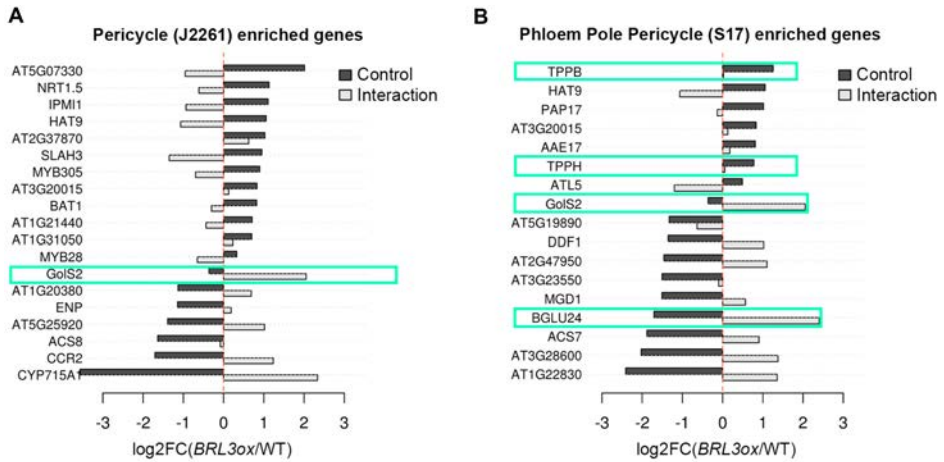 A
Pericycle (J2261) enriched genes
AT5G07330
NRT1.5
IPMI1
HAT9
AT2G37870
SLAH3
MYB305
AT3G20015
BAT1
AT1G21440
AT1G31050
MYB28
GolS2
AT1G20380
ENP
AT5G25920
ACS8
CCR2
CYP715A1
Control
Interaction
-3 -2 -1 0 1 2 3
log2FC(BRL3ox/WT)
B
Phloem Pole Pericycle (S17) enriched genes
TPPB
HAT9
PAP17
AT3G20015
AAE17
TPPH
ATL5
GolS2
AT5G19890
DDF1
AT2G47950
AT3G23550
MGD1
BGLU24
ACS7
AT3G28600
AT1G22830
Control
Interaction
-3 -2 -1 0 1 2 3
log2FC(BRL3ox/WT)